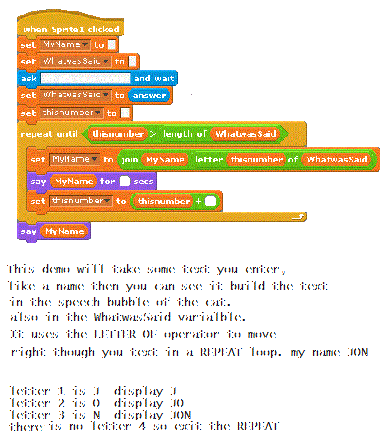 when Sprite1 clicked
set MyName to
set WhatwasSaid to
ask and wait
set WhatwasSaid to answer
set thisnumber to
repeat until thisnumber > length of WhatwasSaid
set MyName to join MyName letter thisnumber of WhatwasSaid
say MyName for secs
set thisnumber to thisnumber +
say MyName
This demo will take some text you enter,
like a name then you can see it build the text
in the speech bubble of the cat.
also in the WhatwasSaid varialble.
It uses the LETTER OF operator to move
right though you text in a REPEAT loop. my name JON
letter 1 is J display J
letter 2 is O display JO
letter 3 is N display JON
there is no letter 4 so exit the REPEAT